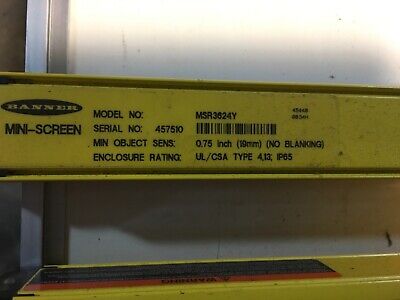 BANNER
MINI-SCREEN
MODEL NO: MSR3624Y
SERIAL NO: 457510
MIN OBJECT SENS: 0.75 inch (19mm) (NO BLANKING)
ENCLOSURE RATING: UL/CSA TYPE 4,13; IP65
WARNING